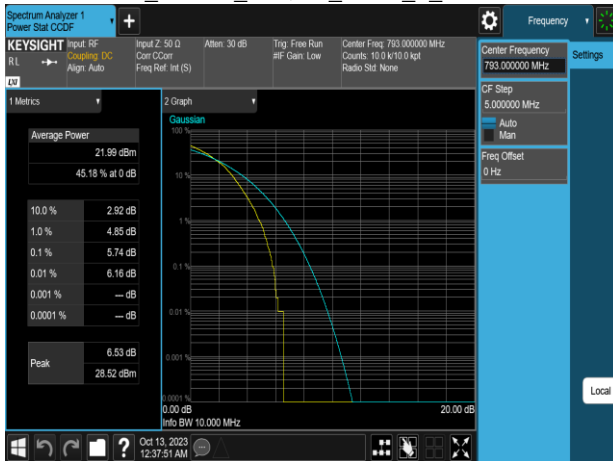 Spectrum Analyzer 1
Power Stat CCDF
+
Frequency
KEYSIGHT
RL
LXI
Input: RF
Coupling: DC
Align: Auto
Input Z: 50 Ω
Corr CCorr
Freq Ref: Int (S)
Atten: 30 dB
Trig: Free Run
#IF Gain: Low
Center Freq: 793.000000 MHz
Counts: 10.0 k/10.0 kpt
Radio Std: None
Center Frequency
793.000000 MHz
Settings
CF Step
5.000000 MHz
Auto
Man
Freq Offset
0 Hz
Local
1 Metrics
Average Power
21.99 dBm
45.18 % at 0 dB
10.0 % 2.92 dB
1.0 % 4.85 dB
0.1 % 5.74 dB
0.01 % 6.16 dB
0.001 % --- dB
0.0001 % --- dB
Peak
6.53 dB
28.52 dBm
2 Graph
Gaussian
100 %
10 %
1 %
0.1 %
0.01 %
0.001 %
0.0001 %
0.00 dB 20.00 dB
Info BW 10.000 MHz
?
Oct 13, 2023
12:37:51 AM